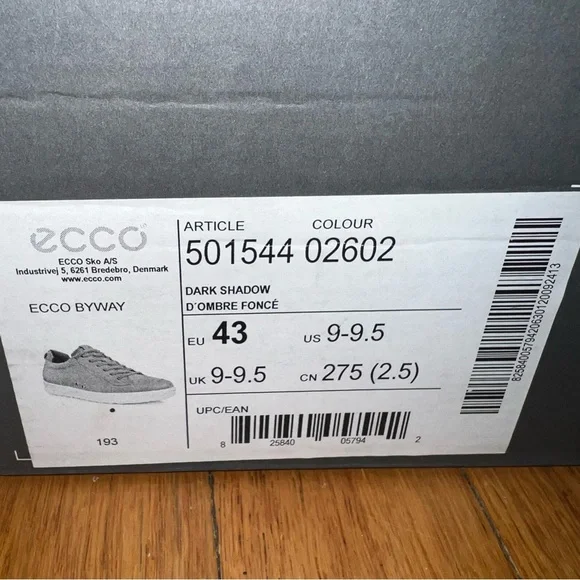 ecco
ECCO Sko A/S
Industrivej 5, 6261 Bredebro, Denmark
www.ecco.com
ECCO BYWAY
193
ARTICLE COLOUR
501544 02602
DARK SHADOW
D'OMBRE FONCÉ
EU 43 US 9-9.5
UK 9-9.5 CN 275 (2.5)
UPC/EAN
8 25840 05794 2
8258400579420630120092413